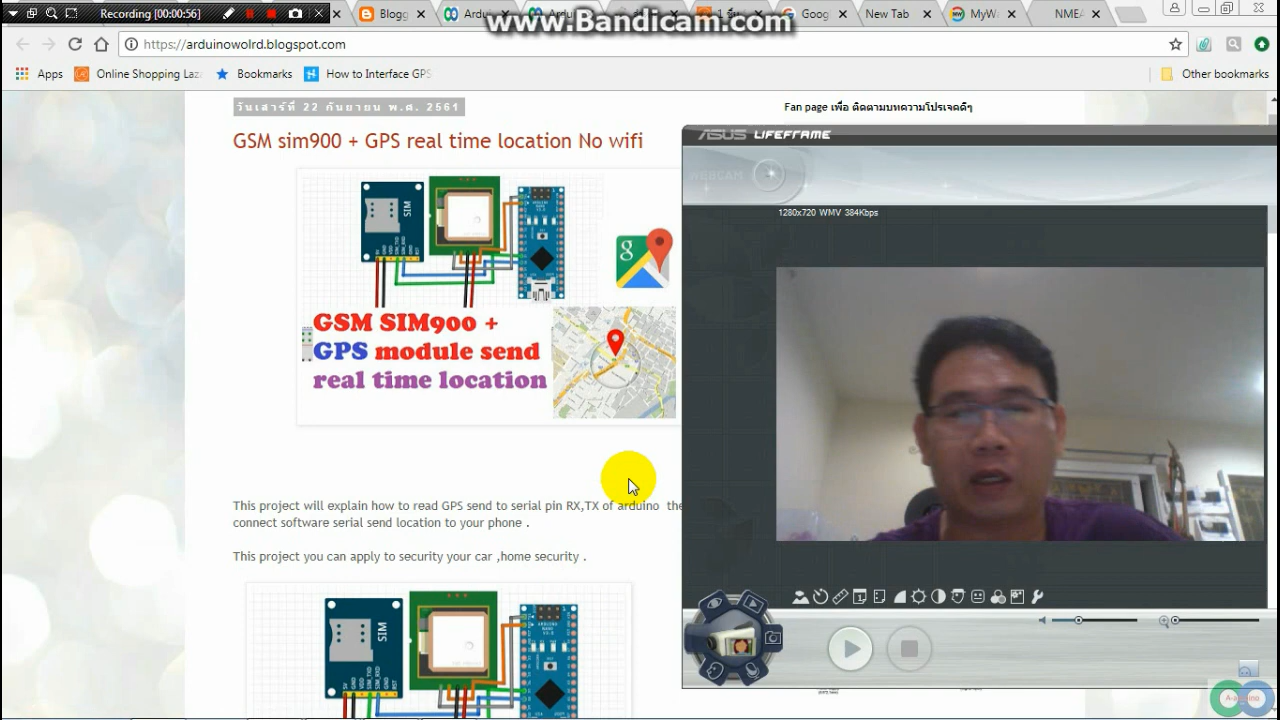 Recording [00:00:56]
Blogg
Ardui
Goog
New Tab
MyW
NME
www.Bandicam.com
https://arduinowolrd.blogspot.com
Apps
Online Shopping Laz
Bookmarks
How to Interface GPS
Other bookmarks
วันเสาร์ที่ 22 กันยายน พ.ศ. 2561
Fan page เพื่อ ติดตามบทความโปรเจคดีๆ
GSM sim900 + GPS real time location No wifi
ASUS LIFEFRAME
WEBCAM
1280x720 WMV 384Kbps
SIM
g
GSM SIM900 +
GPS module send
real time location
This project will explain how to read GPS send to serial pin RX,TX of arduino the
connect software serial send location to your phone .
This project you can apply to security your car ,home security .
SIM